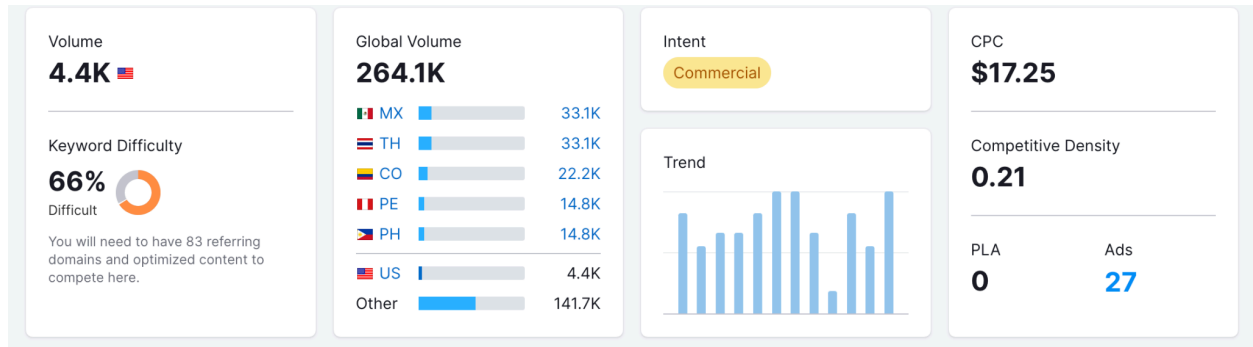 Volume
4.4K
Keyword Difficulty
66%
Difficult
You will need to have 83 referring
domains and optimized content to
compete here.
Global Volume
264.1K
MX 33.1K
TH 33.1K
CO 22.2K
PE 14.8K
PH 14.8K
US 4.4K
Other 141.7K
Intent
Commercial
Trend
CPC
$17.25
Competitive Density
0.21
PLA Ads
0 27